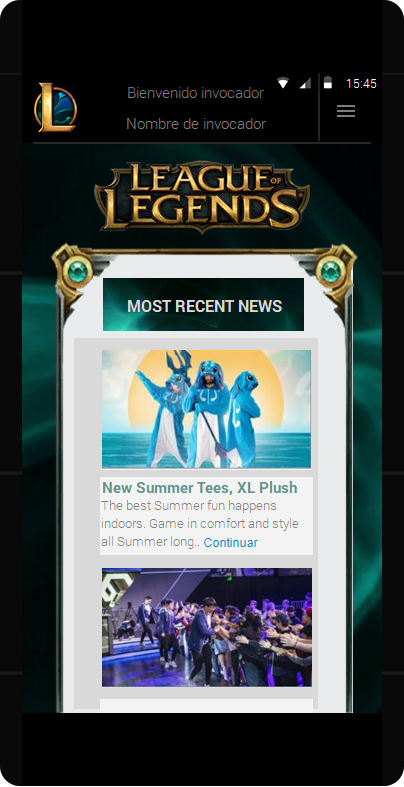 15:45
Bienvenido invocador
Nombre de invocador
L
LEAGUE OF
LEGENDS
MOST RECENT NEWS
New Summer Tees, XL Plush
The best Summer fun happens
indoors. Game in comfort and style
all Summer long.. Continuar